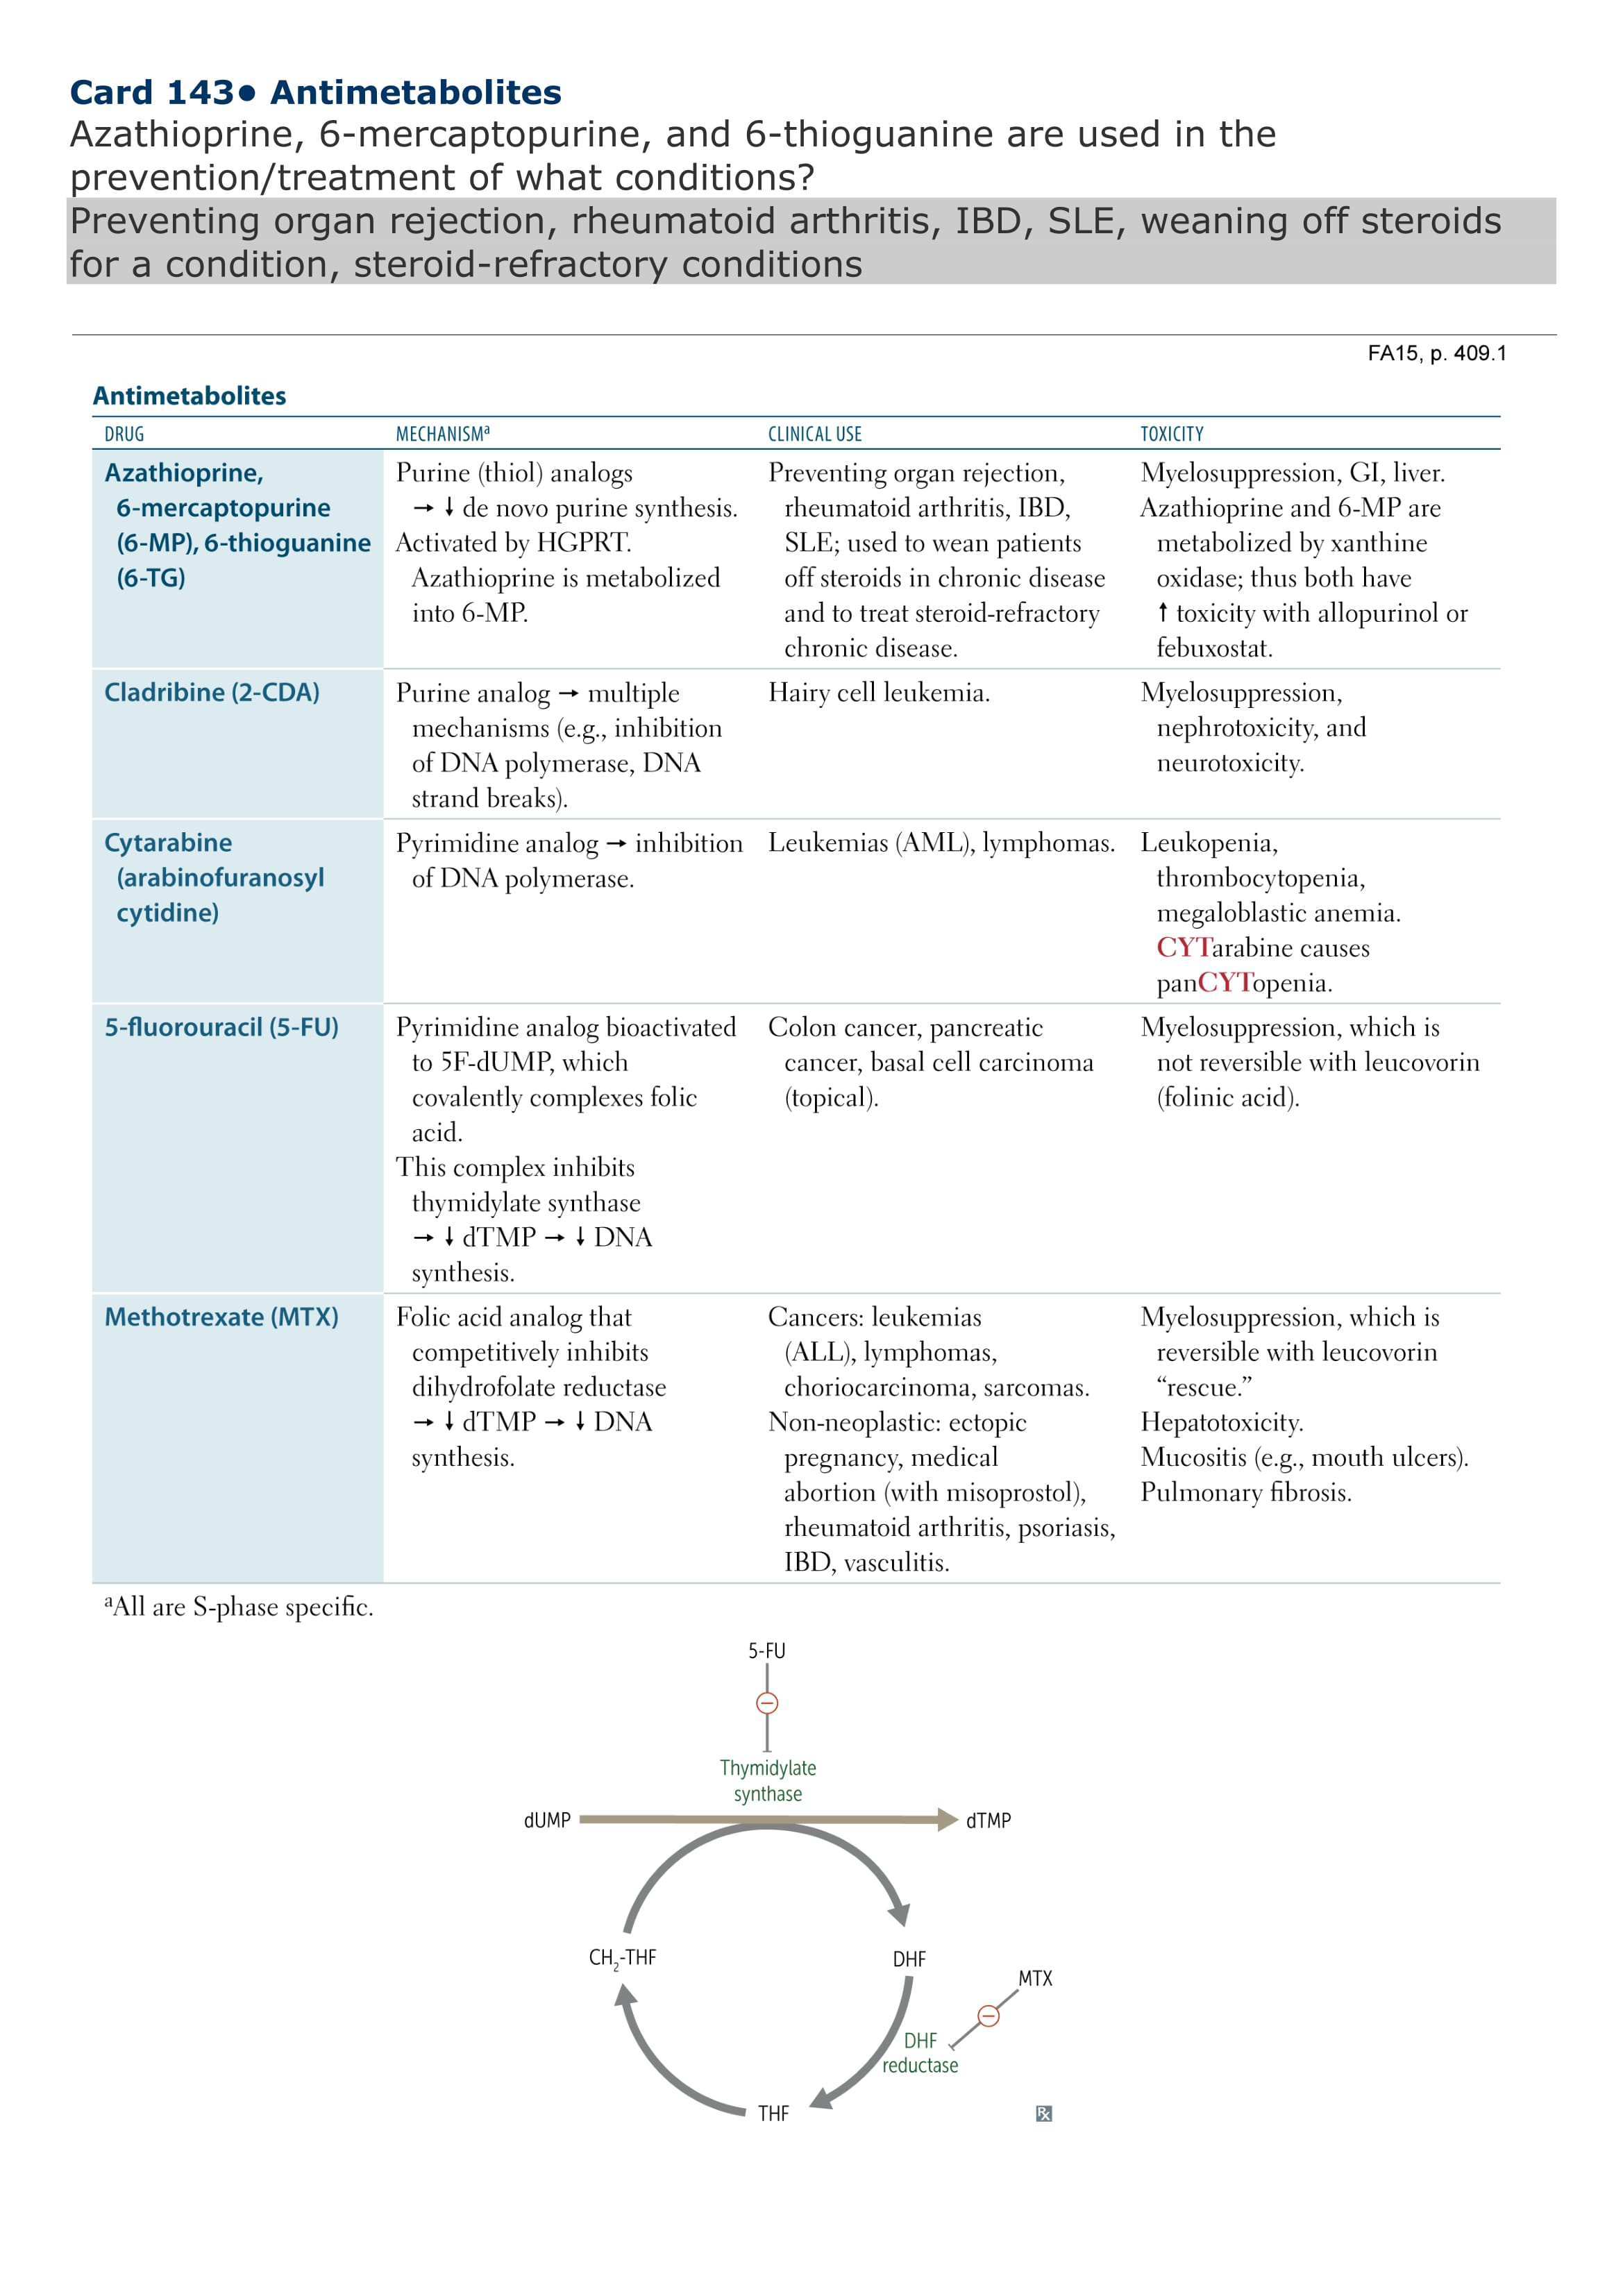 Card 143● Antimetabolites
Azathioprine, 6-mercaptopurine, and 6-thioguanine are used in the
prevention/treatment of what conditions?
Preventing organ rejection, rheumatoid arthritis, IBD, SLE, weaning off steroids
for a condition, steroid-refractory conditions
FA15, p. 409.1
Antimetabolites
DRUG
MECHANISMª
CLINICAL USE
TOXICITY
Azathioprine,
6-mercaptopurine
(6-MP), 6-thioguanine
(6-TG)
Purine (thiol) analogs
→ ↓ de novo purine synthesis.
Activated by HGPRT.
Azathioprine is metabolized
into 6-MP.
Preventing organ rejection,
rheumatoid arthritis, IBD,
SLE; used to wean patients
off steroids in chronic disease
and to treat steroid-refractory
chronic disease.
Myelosuppression, GI, liver.
Azathioprine and 6-MP are
metabolized by xanthine
oxidase; thus both have
↑ toxicity with allopurinol or
febuxostat.
Cladribine (2-CDA)
Purine analog → multiple
mechanisms (e.g., inhibition
of DNA polymerase, DNA
strand breaks).
Hairy cell leukemia.
Myelosuppression,
nephrotoxicity, and
neurotoxicity.
Cytarabine
(arabinofuranosyl
cytidine)
Pyrimidine analog → inhibition
of DNA polymerase.
Leukemias (AML), lymphomas.
Leukopenia,
thrombocytopenia,
megaloblastic anemia.
CYTarabine causes
panCYTopenia.
5-fluorouracil (5-FU)
Pyrimidine analog bioactivated
to 5F-dUMP, which
covalently complexes folic
acid.
This complex inhibits
thymidylate synthase
→ ↓ dTMP → ↓ DNA
synthesis.
Colon cancer, pancreatic
cancer, basal cell carcinoma
(topical).
Myelosuppression, which is
not reversible with leucovorin
(folinic acid).
Methotrexate (MTX)
Folic acid analog that
competitively inhibits
dihydrofolate reductase
→ ↓ dTMP → ↓ DNA
synthesis.
Cancers: leukemias
(ALL), lymphomas,
choriocarcinoma, sarcomas.
Non-neoplastic: ectopic
pregnancy, medical
abortion (with misoprostol),
rheumatoid arthritis, psoriasis,
IBD, vasculitis.
Myelosuppression, which is
reversible with leucovorin
“rescue.”
Hepatotoxicity.
Mucositis (e.g., mouth ulcers).
Pulmonary fibrosis.
ªAll are S-phase specific.
5-FU
Thymidylate
synthase
dUMP
dTMP
CH₂-THF
DHF
MTX
DHF
reductase
THF
℞